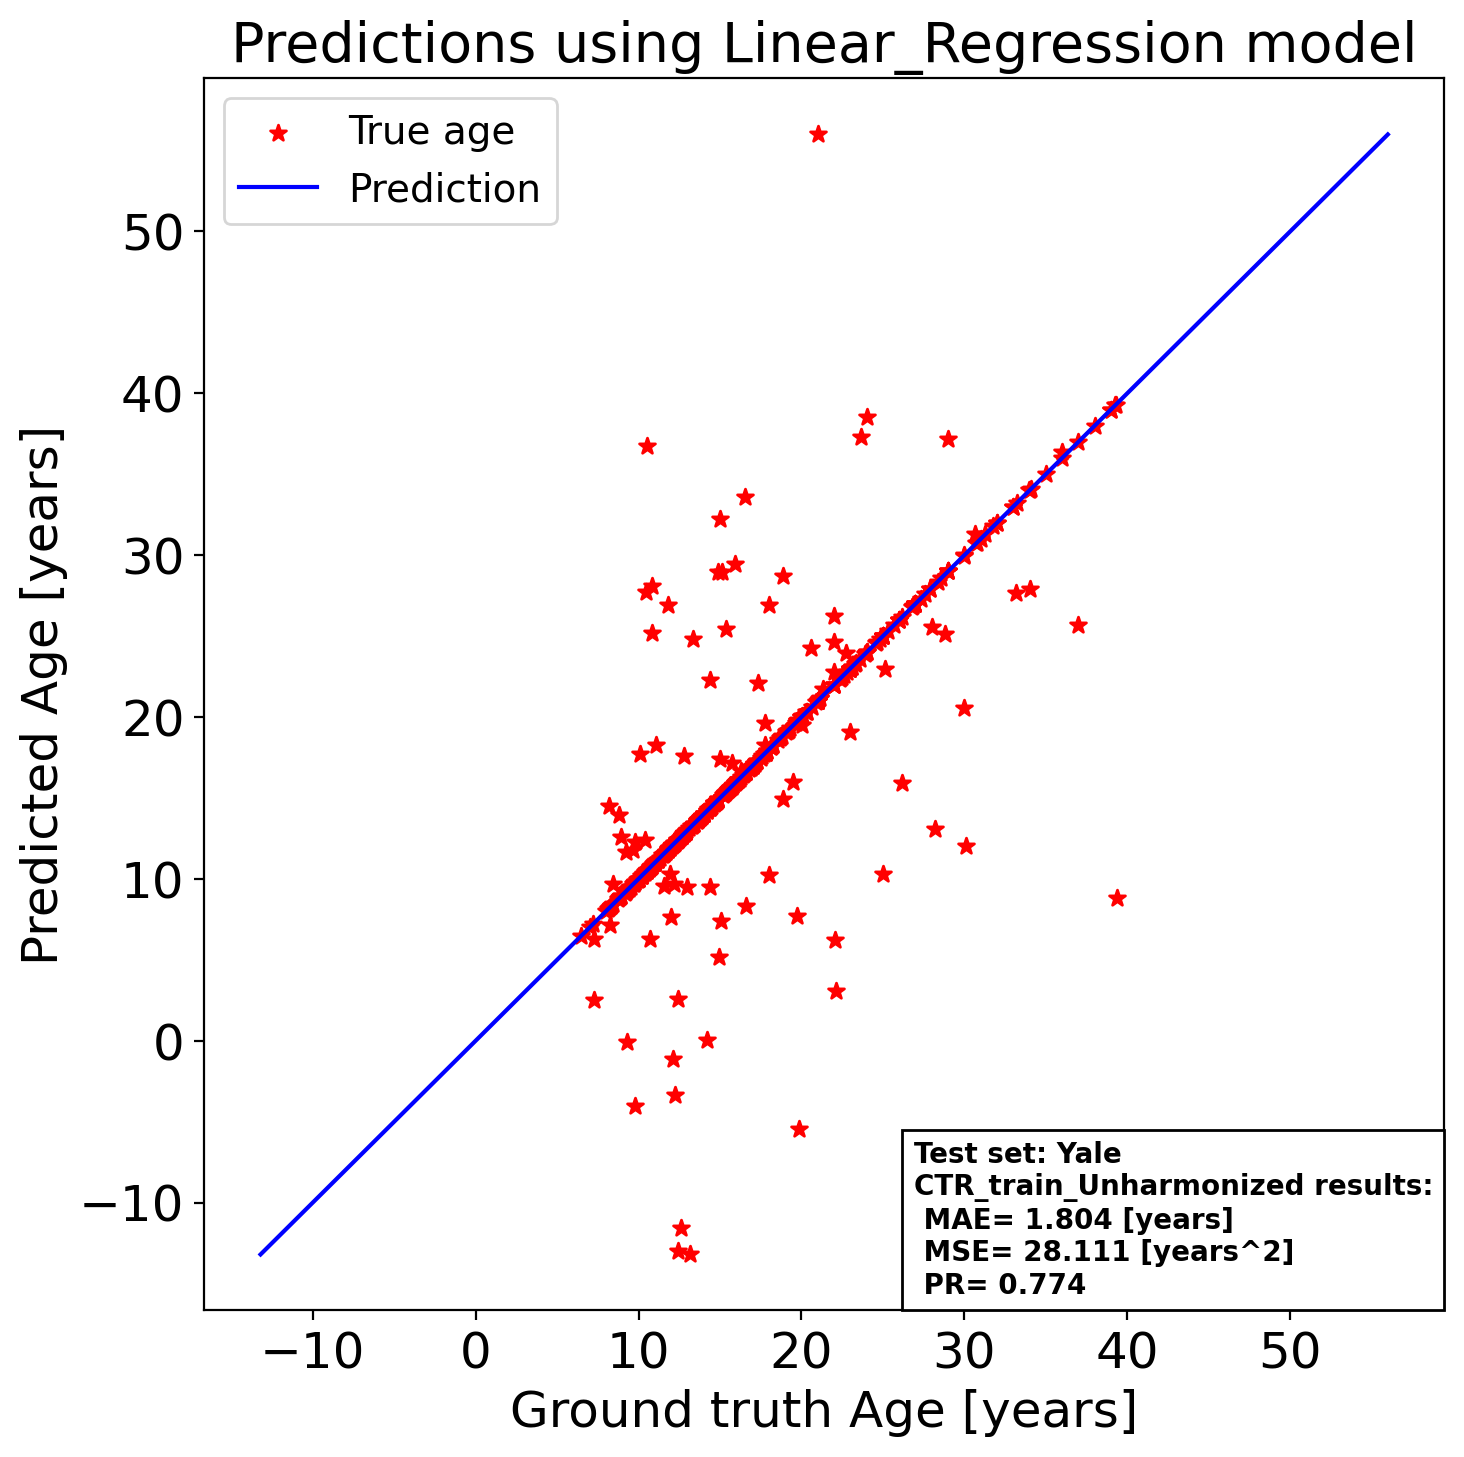 Predictions using Linear_Regression model
True age
Prediction
Predicted Age [years]
50
40
30
20
10
0
−10
Test set: Yale
CTR_train_Unharmonized results:
MAE= 1.804 [years]
MSE= 28.111 [years^2]
PR= 0.774
−10 0 10 20 30 40 50
Ground truth Age [years]